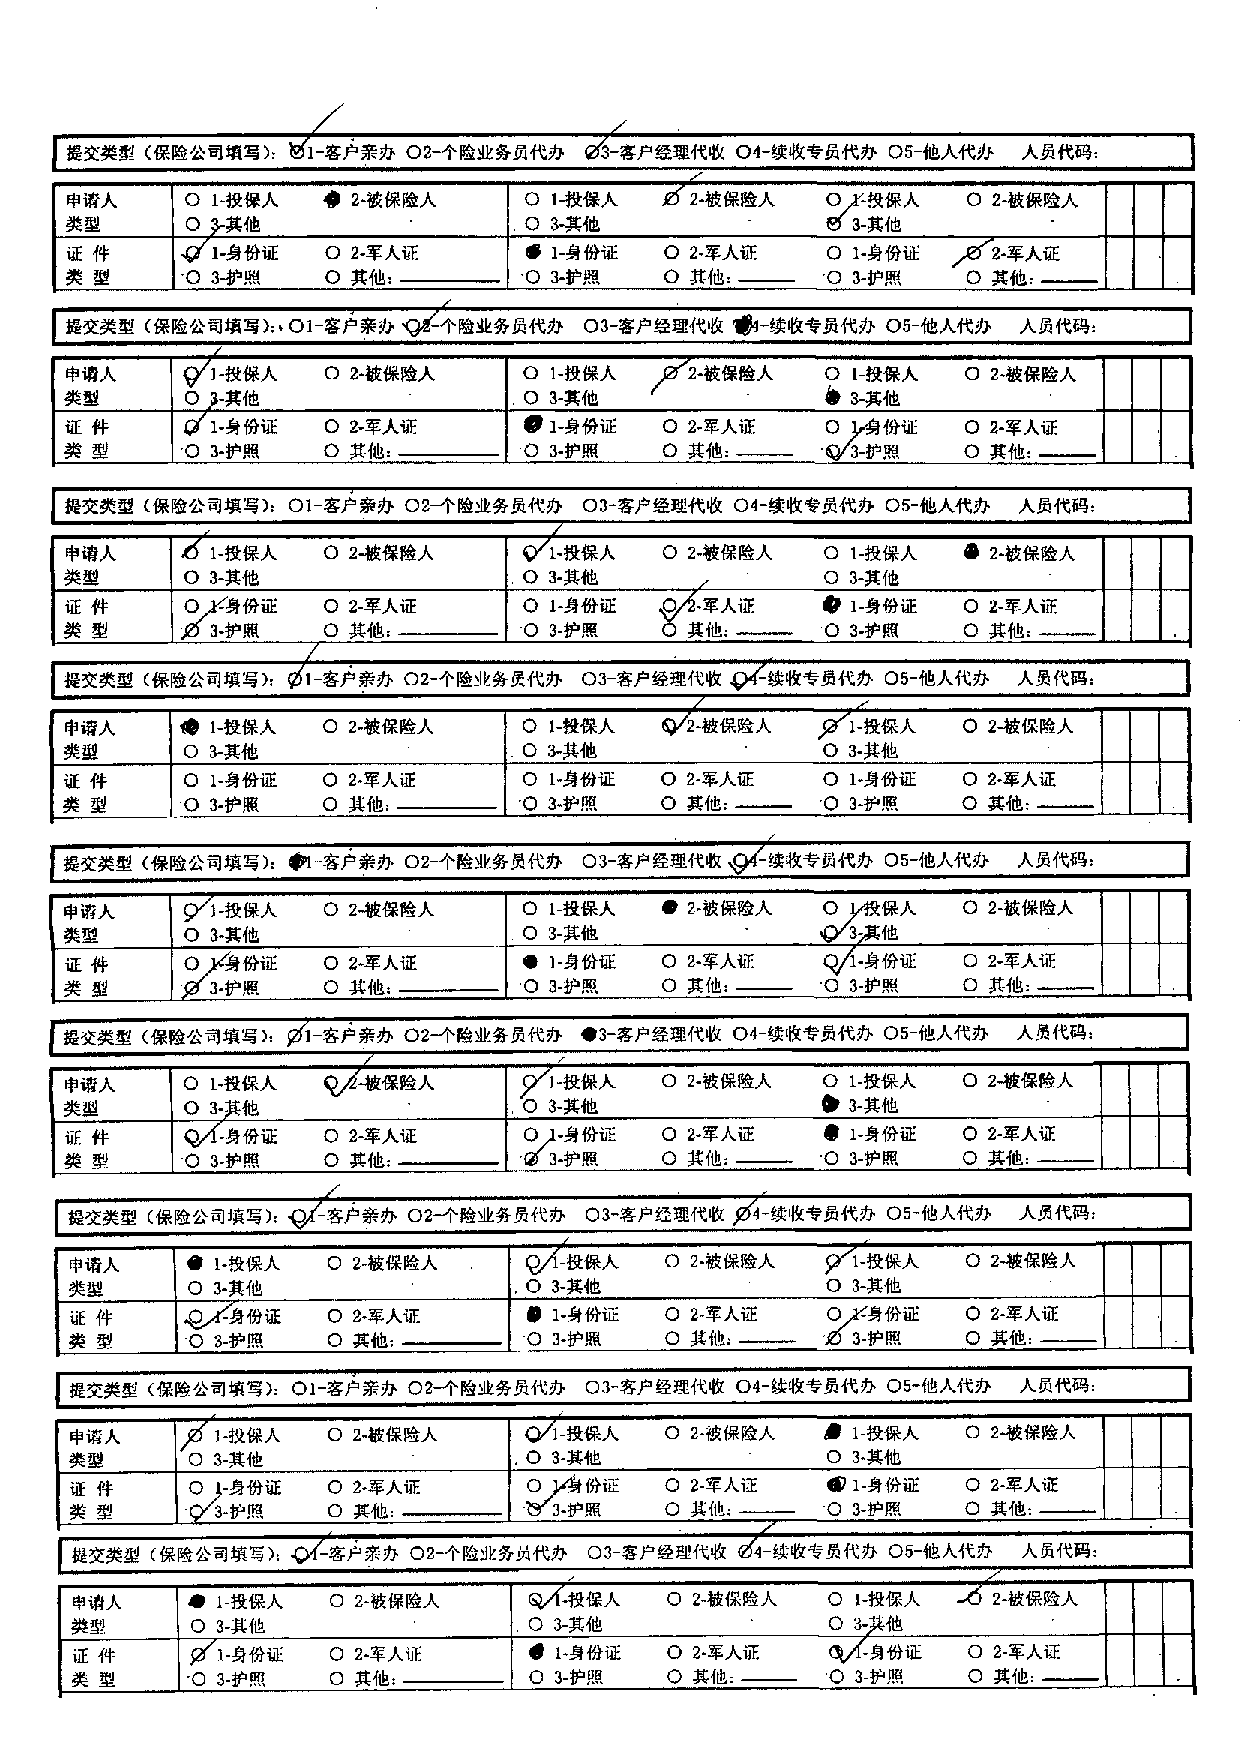 提交类型（保险公司填写）：○1-客户亲办 ○2-个险业务员代办 ○3-客户经理代收 ○4-续收专员代办 ○5-他人代办 人员代码：
申请人 ○ 1-投保人 ● 2-被保险人 ○ 1-投保人 ○ 2-被保险人 ○ 1-投保人 ○ 2-被保险人
类型 ○ 3-其他 ○ 3-其他 ○ 3-其他
证 件 ○ 1-身份证 ○ 2-军人证 ● 1-身份证 ○ 2-军人证 ○ 1-身份证 ○ 2-军人证
类 型 ○ 3-护照 ○ 其他：______ ○ 3-护照 ○ 其他：____ ○ 3-护照 ○ 其他：____
提交类型（保险公司填写）：○1-客户亲办 ○2-个险业务员代办 ○3-客户经理代收 ●4-续收专员代办 ○5-他人代办 人员代码：
申请人 ○ 1-投保人 ○ 2-被保险人 ○ 1-投保人 ○ 2-被保险人 ○ 1-投保人 ○ 2-被保险人
类型 ○ 3-其他 ○ 3-其他 ● 3-其他
证 件 ○ 1-身份证 ○ 2-军人证 ● 1-身份证 ○ 2-军人证 ○ 1-身份证 ○ 2-军人证
类 型 ○ 3-护照 ○ 其他：______ ○ 3-护照 ○ 其他：____ ○ 3-护照 ○ 其他：____
提交类型（保险公司填写）：○1-客户亲办 ○2-个险业务员代办 ○3-客户经理代收 ○4-续收专员代办 ○5-他人代办 人员代码：
申请人 ○ 1-投保人 ○ 2-被保险人 ○ 1-投保人 ○ 2-被保险人 ○ 1-投保人 ● 2-被保险人
类型 ○ 3-其他 ○ 3-其他 ○ 3-其他
证 件 ○ 1-身份证 ○ 2-军人证 ○ 1-身份证 ○ 2-军人证 ● 1-身份证 ○ 2-军人证
类 型 ○ 3-护照 ○ 其他：______ ○ 3-护照 ○ 其他：____ ○ 3-护照 ○ 其他：____
提交类型（保险公司填写）：○1-客户亲办 ○2-个险业务员代办 ○3-客户经理代收 ○4-续收专员代办 ○5-他人代办 人员代码：
申请人 ● 1-投保人 ○ 2-被保险人 ○ 1-投保人 ○ 2-被保险人 ○ 1-投保人 ○ 2-被保险人
类型 ○ 3-其他 ○ 3-其他 ○ 3-其他
证 件 ○ 1-身份证 ○ 2-军人证 ○ 1-身份证 ○ 2-军人证 ○ 1-身份证 ○ 2-军人证
类 型 ○ 3-护照 ○ 其他：______ ○ 3-护照 ○ 其他：____ ○ 3-护照 ○ 其他：____
提交类型（保险公司填写）：●1-客户亲办 ○2-个险业务员代办 ○3-客户经理代收 ○4-续收专员代办 ○5-他人代办 人员代码：
申请人 ○ 1-投保人 ○ 2-被保险人 ○ 1-投保人 ● 2-被保险人 ○ 1-投保人 ○ 2-被保险人
类型 ○ 3-其他 ○ 3-其他 ○ 3-其他
证 件 ○ 1-身份证 ○ 2-军人证 ● 1-身份证 ○ 2-军人证 ○ 1-身份证 ○ 2-军人证
类 型 ○ 3-护照 ○ 其他：______ ○ 3-护照 ○ 其他：____ ○ 3-护照 ○ 其他：____
提交类型（保险公司填写）：○1-客户亲办 ○2-个险业务员代办 ●3-客户经理代收 ○4-续收专员代办 ○5-他人代办 人员代码：
申请人 ○ 1-投保人 ○ 2-被保险人 ○ 1-投保人 ○ 2-被保险人 ○ 1-投保人 ○ 2-被保险人
类型 ○ 3-其他 ○ 3-其他 ● 3-其他
证 件 ○ 1-身份证 ○ 2-军人证 ○ 1-身份证 ○ 2-军人证 ● 1-身份证 ○ 2-军人证
类 型 ○ 3-护照 ○ 其他：______ ○ 3-护照 ○ 其他：____ ○ 3-护照 ○ 其他：____
提交类型（保险公司填写）：○1-客户亲办 ○2-个险业务员代办 ○3-客户经理代收 ○4-续收专员代办 ○5-他人代办 人员代码：
申请人 ● 1-投保人 ○ 2-被保险人 ○ 1-投保人 ○ 2-被保险人 ○ 1-投保人 ○ 2-被保险人
类型 ○ 3-其他 ○ 3-其他 ○ 3-其他
证 件 ○ 1-身份证 ○ 2-军人证 ● 1-身份证 ○ 2-军人证 ○ 1-身份证 ○ 2-军人证
类 型 ○ 3-护照 ○ 其他：______ ○ 3-护照 ○ 其他：____ ○ 3-护照 ○ 其他：____
提交类型（保险公司填写）：○1-客户亲办 ○2-个险业务员代办 ○3-客户经理代收 ○4-续收专员代办 ○5-他人代办 人员代码：
申请人 ○ 1-投保人 ○ 2-被保险人 ○ 1-投保人 ○ 2-被保险人 ● 1-投保人 ○ 2-被保险人
类型 ○ 3-其他 ○ 3-其他 ○ 3-其他
证 件 ○ 1-身份证 ○ 2-军人证 ○ 1-身份证 ○ 2-军人证 ● 1-身份证 ○ 2-军人证
类 型 ○ 3-护照 ○ 其他：______ ○ 3-护照 ○ 其他：____ ○ 3-护照 ○ 其他：____
提交类型（保险公司填写）：○1-客户亲办 ○2-个险业务员代办 ○3-客户经理代收 ○4-续收专员代办 ○5-他人代办 人员代码：
申请人 ● 1-投保人 ○ 2-被保险人 ○ 1-投保人 ○ 2-被保险人 ○ 1-投保人 ○ 2-被保险人
类型 ○ 3-其他 ○ 3-其他 ○ 3-其他
证 件 ○ 1-身份证 ○ 2-军人证 ● 1-身份证 ○ 2-军人证 ○ 1-身份证 ○ 2-军人证
类 型 ○ 3-护照 ○ 其他：______ ○ 3-护照 ○ 其他：____ ○ 3-护照 ○ 其他：____